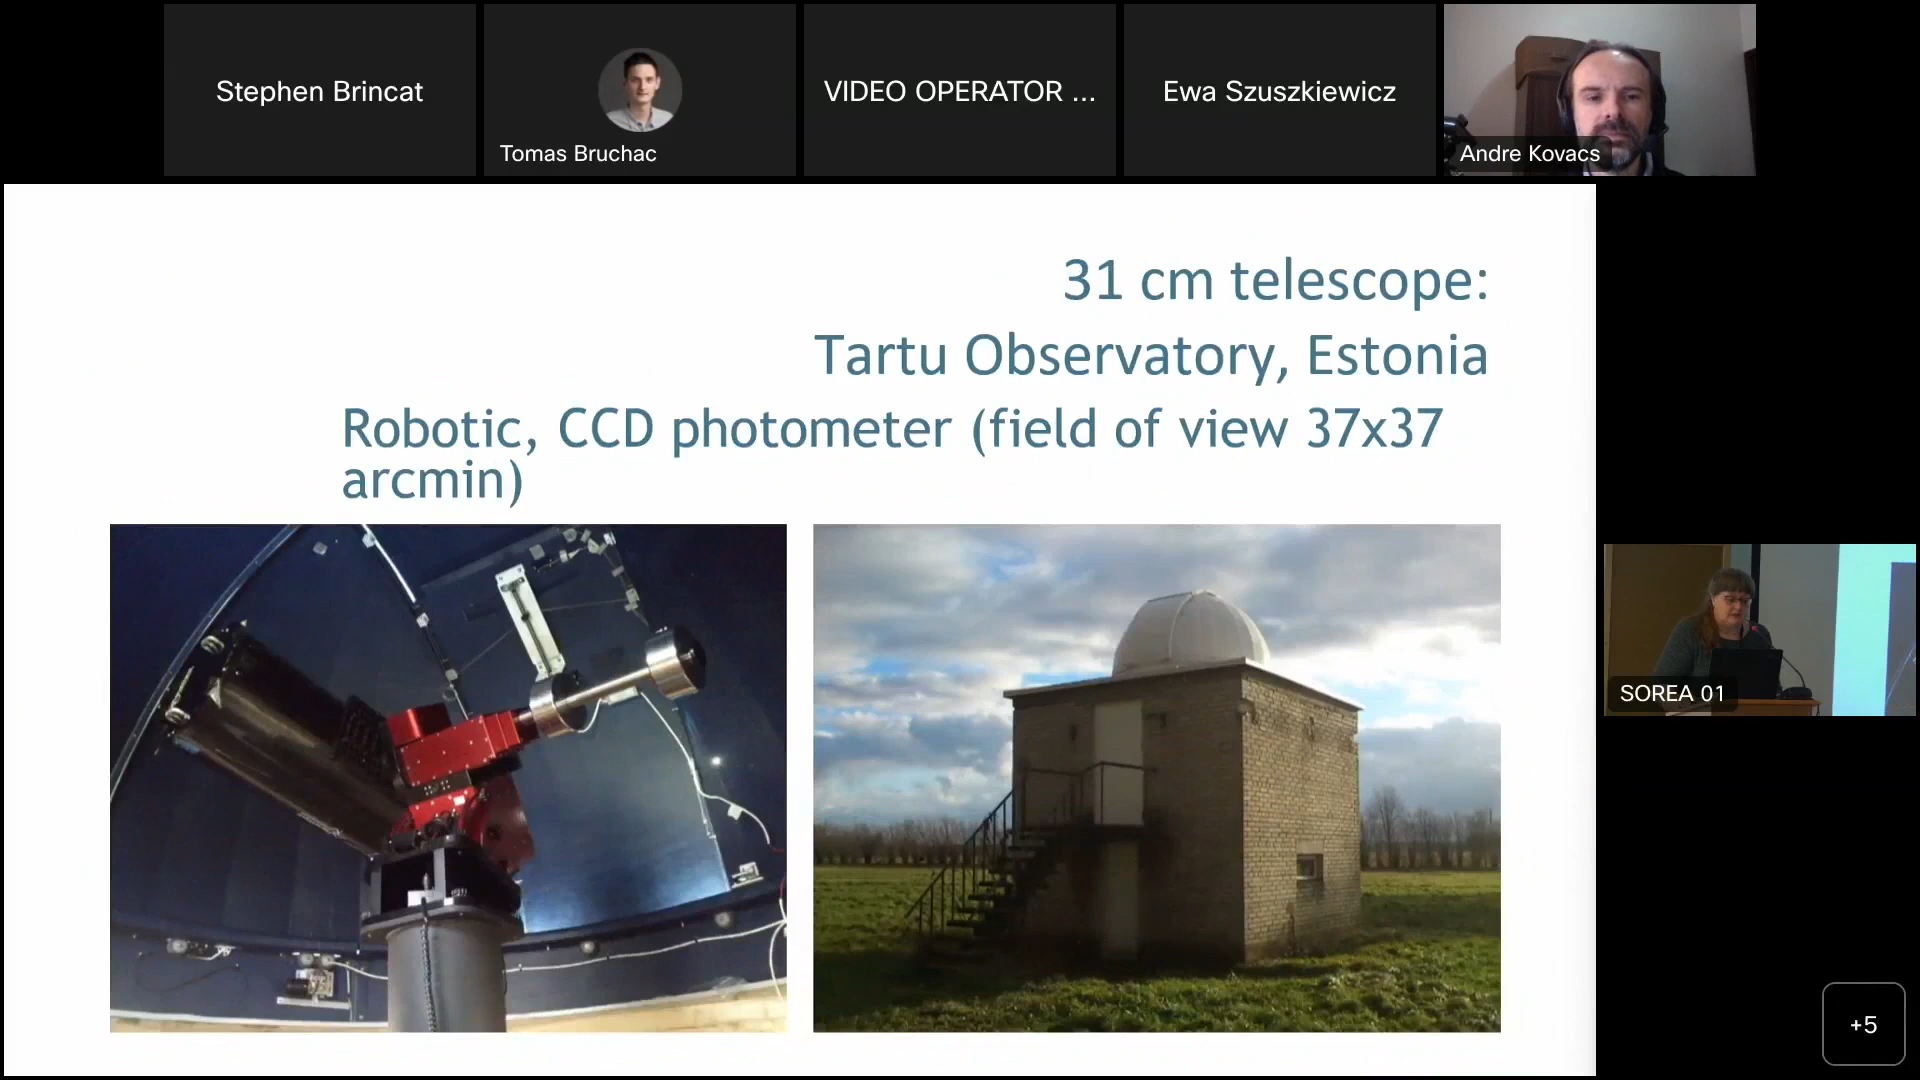 Stephen Brincat
Tomas Bruchac
VIDEO OPERATOR ...
Ewa Szuszkiewicz
Andre Kovacs
31 cm telescope:
Tartu Observatory, Estonia
Robotic, CCD photometer (field of view 37x37
arcmin)
SOREA 01
+5